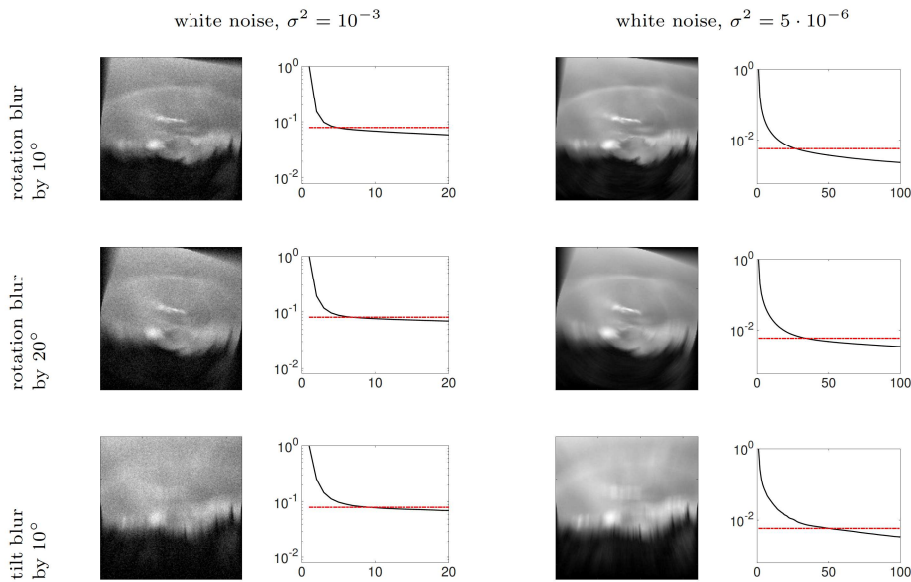 white noise, σ² = 10⁻³
white noise, σ² = 5 · 10⁻⁶
rotation blur
by 10°
10⁰
10⁻¹
10⁻²
0 10 20
10⁰
10⁻²
0 50 100
rotation blur
by 20°
10⁰
10⁻¹
10⁻²
0 10 20
10⁰
10⁻²
0 50 100
tilt blur
by 10°
10⁰
10⁻¹
10⁻²
0 10 20
10⁰
10⁻²
0 50 100